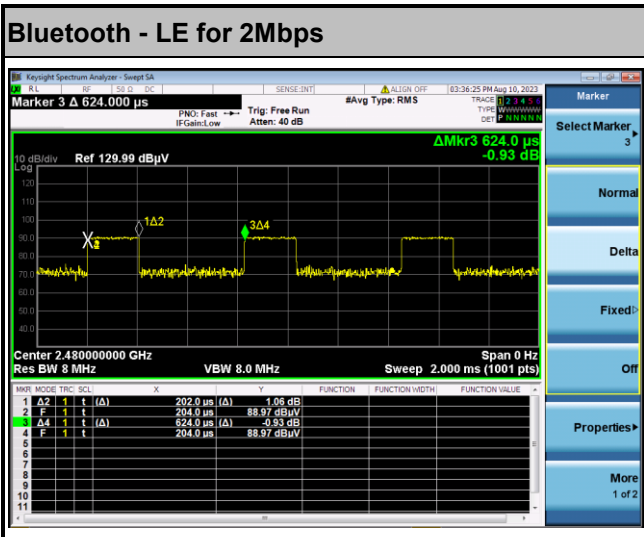 Bluetooth - LE for 2Mbps
Keysight Spectrum Analyzer - Swept SA
RL RF 50 Ω DC SENSE:INT ALIGN OFF 03:36:25 PM Aug 10, 2023
Marker 3 Δ 624.000 μs
PNO: Fast
IFGain:Low
Trig: Free Run
Atten: 40 dB
#Avg Type: RMS
TRACE 1 2 3 4 5 6
TYPE WWWWWW
DET P N N N N N
ΔMkr3 624.0 μs
-0.93 dB
10 dB/div Ref 129.99 dBμV
Log
120
110
100
90.0
80.0
70.0
60.0
50.0
40.0
1Δ2
3Δ4
Center 2.480000000 GHz Span 0 Hz
Res BW 8 MHz VBW 8.0 MHz Sweep 2.000 ms (1001 pts)
MKR MODE TRC SCL X Y FUNCTION FUNCTION WIDTH FUNCTION VALUE
1 Δ2 1 t (Δ) 202.0 μs (Δ) 1.06 dB
2 F 1 t 204.0 μs 88.97 dBμV
3 Δ4 1 t (Δ) 624.0 μs (Δ) -0.93 dB
4 F 1 t 204.0 μs 88.97 dBμV
5
6
7
8
9
10
11
Marker
Select Marker
3
Normal
Delta
Fixed
Off
Properties
More
1 of 2